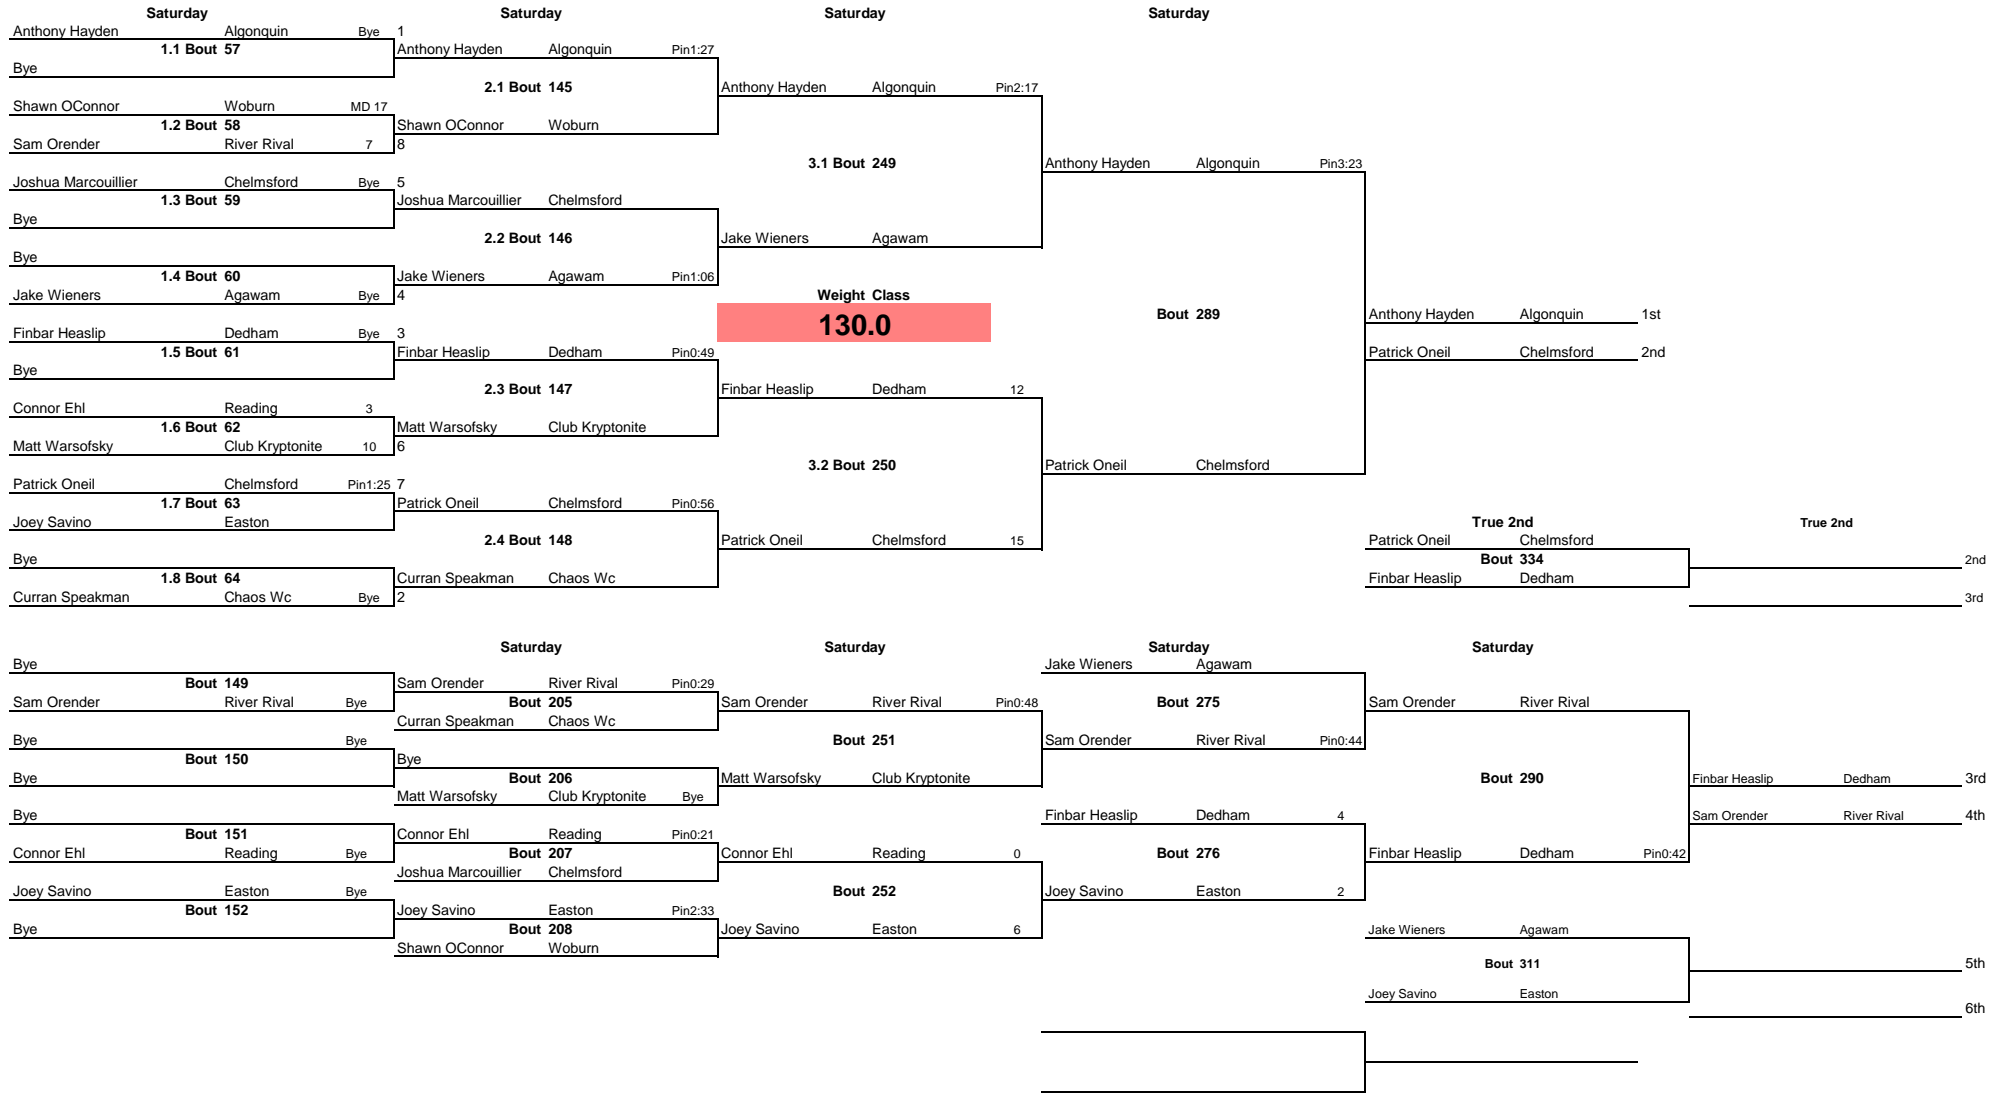 Saturday Saturday Saturday Saturday
Anthony Hayden Algonquin Bye 1
1.1 Bout 57 Anthony Hayden Algonquin Pin1:27
Bye
2.1 Bout 145 Anthony Hayden Algonquin Pin2:17
Shawn OConnor Woburn MD 17
1.2 Bout 58 Shawn OConnor Woburn
Sam Orender River Rival 7 8
3.1 Bout 249 Anthony Hayden Algonquin Pin3:23
Joshua Marcouillier Chelmsford Bye 5
1.3 Bout 59 Joshua Marcouillier Chelmsford
Bye
2.2 Bout 146 Jake Wieners Agawam
Bye
1.4 Bout 60 Jake Wieners Agawam Pin1:06
Jake Wieners Agawam Bye 4 Weight Class
130.0 Bout 289 Anthony Hayden Algonquin 1st
Finbar Heaslip Dedham Bye 3
1.5 Bout 61 Finbar Heaslip Dedham Pin0:49 Patrick Oneil Chelmsford 2nd
Bye
2.3 Bout 147 Finbar Heaslip Dedham 12
Connor Ehl Reading 3
1.6 Bout 62 Matt Warsofsky Club Kryptonite
Matt Warsofsky Club Kryptonite 10 6
3.2 Bout 250 Patrick Oneil Chelmsford
Patrick Oneil Chelmsford Pin1:25 7
1.7 Bout 63 Patrick Oneil Chelmsford Pin0:56
Joey Savino Easton True 2nd True 2nd
2.4 Bout 148 Patrick Oneil Chelmsford 15 Patrick Oneil Chelmsford
Bye Bout 334 2nd
1.8 Bout 64 Curran Speakman Chaos Wc Finbar Heaslip Dedham
Curran Speakman Chaos Wc Bye 2 3rd
Saturday Saturday Saturday Saturday
Bye Jake Wieners Agawam
Bout 149 Sam Orender River Rival Pin0:29
Sam Orender River Rival Bye Bout 205 Sam Orender River Rival Pin0:48 Bout 275 Sam Orender River Rival
Curran Speakman Chaos Wc
Bye Bye Bout 251 Sam Orender River Rival Pin0:44
Bout 150 Bye
Bye Bout 206 Matt Warsofsky Club Kryptonite Bout 290 Finbar Heaslip Dedham 3rd
Matt Warsofsky Club Kryptonite Bye
Bye Finbar Heaslip Dedham 4 Sam Orender River Rival 4th
Bout 151 Connor Ehl Reading Pin0:21
Connor Ehl Reading Bye Bout 207 Connor Ehl Reading 0 Bout 276 Finbar Heaslip Dedham Pin0:42
Joshua Marcouillier Chelmsford
Joey Savino Easton Bye Bout 252 Joey Savino Easton 2
Bout 152 Joey Savino Easton Pin2:33
Bye Bout 208 Joey Savino Easton 6 Jake Wieners Agawam
Shawn OConnor Woburn
Bout 311 5th
Joey Savino Easton
6th